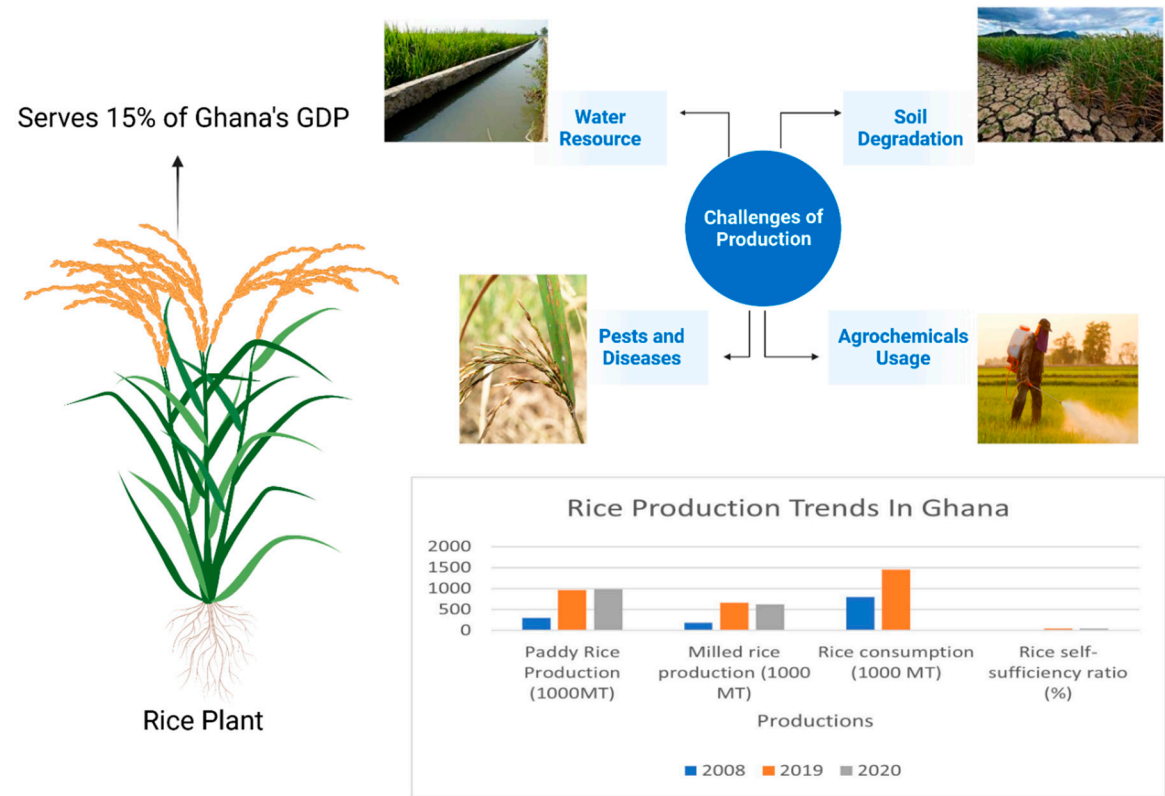 Serves 15% of Ghana's GDP
Rice Plant
Water
Resource
Soil
Degradation
Challenges of
Production
Pests and
Diseases
Agrochemicals
Usage
Rice Production Trends In Ghana
2000
1500
1000
500
0
Paddy Rice
Production
(1000MT)
Milled rice
production (1000
MT)
Rice consumption
(1000 MT)
Rice self-
sufficiency ratio
(%)
Productions
2008
2019
2020